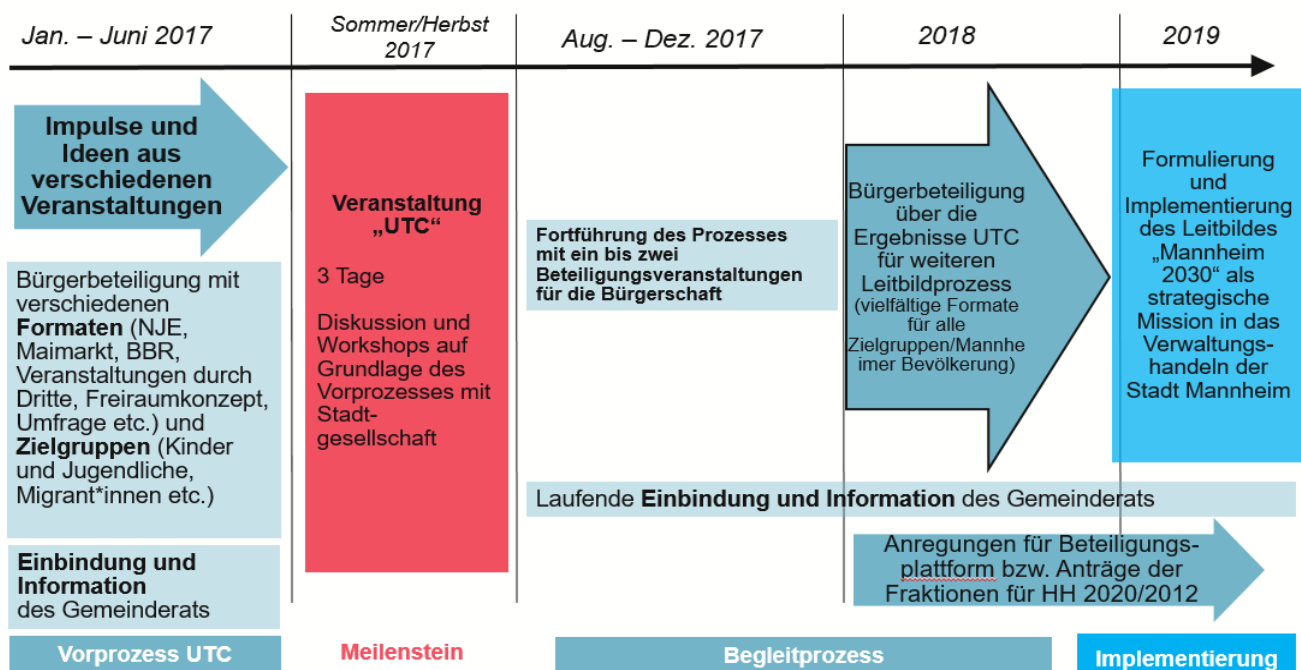 Jan. – Juni 2017
Sommer/Herbst
2017
Aug. – Dez. 2017
2018
2019
Impulse und
Ideen aus
verschiedenen
Veranstaltungen
Bürgerbeteiligung mit
verschiedenen
Formaten (NJE,
Maimarkt, BBR,
Veranstaltungen durch
Dritte, Freiraumkonzept,
Umfrage etc.) und
Zielgruppen (Kinder
und Jugendliche,
Migrant*innen etc.)
Einbindung und
Information
des Gemeinderats
Vorprozess UTC
Veranstaltung
„UTC“
3 Tage
Diskussion und
Workshops auf
Grundlage des
Vorprozesses mit
Stadt-
gesellschaft
Meilenstein
Fortführung des Prozesses
mit ein bis zwei
Beteiligungsveranstaltungen
für die Bürgerschaft
Bürgerbeteiligung
über die
Ergebnisse UTC
für weiteren
Leitbildprozess
(vielfältige Formate
für alle
Zielgruppen/Mannhe
imer Bevölkerung)
Formulierung
und
Implementierung
des Leitbildes
„Mannheim
2030“ als
strategische
Mission in das
Verwaltungs-
handeln der
Stadt Mannheim
Laufende Einbindung und Information des Gemeinderats
Anregungen für Beteiligungs-
plattform bzw. Anträge der
Fraktionen für HH 2020/2012
Begleitprozess
Implementierung